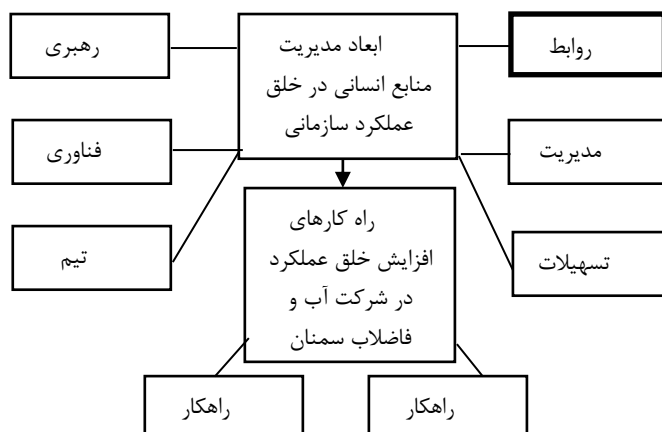 روابط
ابعاد مدیریت
منابع انسانی در خلق
عملکرد سازمانی
رهبری
مدیریت
فناوری
تسهیلات
تیم
راه کارهای
افزایش خلق عملکرد
در شرکت آب و
فاضلاب سمنان
راهکار
راهکار